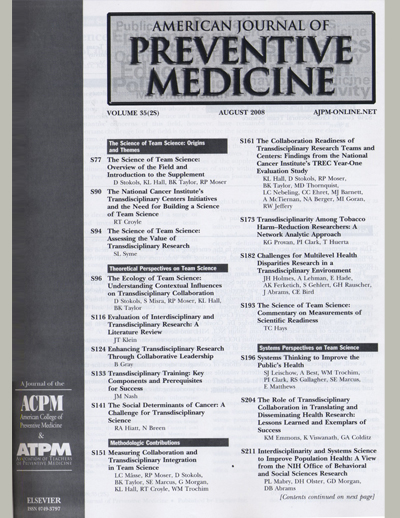 AMERICAN JOURNAL OF
PREVENTIVE
MEDICINE
VOLUME 35(2S)
AUGUST 2008
AJPM-ONLINE.NET
The Science of Team Science: Origins
and Themes
S77 The Science of Team Science:
Overview of the Field and
Introduction to the Supplement
D Stokols, KL Hall, BK Taylor, RP Moser
S90 The National Cancer Institute's
Transdisciplinary Centers Initiatives
and the Need for Building a Science
of Team Science
RT Croyle
S94 The Science of Team Science:
Assessing the Value of
Transdisciplinary Research
SL Syme
Theoretical Perspectives on Team Science
S96 The Ecology of Team Science:
Understanding Contextual Influences
on Transdisciplinary Collaboration
D Stokols, S Misra, RP Moser, KL Hall,
BK Taylor
S116 Evaluation of Interdisciplinary and
Transdisciplinary Research: A
Literature Review
JT Klein
S124 Enhancing Transdisciplinary Research
Through Collaborative Leadership
B Gray
S133 Transdisciplinary Training: Key
Components and Prerequisites
for Success
JM Nash
S141 The Social Determinants of Cancer: A
Challenge for Transdisciplinary
Science
RA Hiatt, N Breen
Methodologic Contributions
S151 Measuring Collaboration and
Transdisciplinary Integration
in Team Science
LC Mâsse, RP Moser, D Stokols,
BK Taylor, SE Marcus, G Morgan,
KL Hall, RT Croyle, WM Trochim
S161 The Collaboration Readiness of
Transdisciplinary Research Teams and
Centers: Findings from the National
Cancer Institute's TREC Year-One
Evaluation Study
KL Hall, D Stokols, RP Moser,
BK Taylor, MD Thornquist,
LC Nebeling, CC Ehret, MJ Barnett,
A McTiernan, NA Berger, MI Goran,
RW Jeffery
S173 Transdisciplinarity Among Tobacco
Harm-Reduction Researchers: A
Network Analytic Approach
KG Provan, PI Clark, T Huerta
S182 Challenges for Multilevel Health
Disparities Research in a
Transdisciplinary Environment
JH Holmes, A Lehman, E Hade,
AK Ferketich, S Gehlert, GH Rauscher,
J Abrams, CE Bird
S193 The Science of Team Science:
Commentary on Measurements of
Scientific Readiness
TC Hays
Systems Perspectives on Team Science
S196 Systems Thinking to Improve the
Public's Health
SJ Leischow, A Best, WM Trochim,
PI Clark, RS Gallagher, SE Marcus,
E Matthews
S204 The Role of Transdisciplinary
Collaboration in Translating and
Disseminating Health Research:
Lessons Learned and Exemplars of
Success
KM Emmons, K Viswanath, GA Colditz
S211 Interdisciplinarity and Systems Science
to Improve Population Health: A View
from the NIH Office of Behavioral
and Social Sciences Research
PL Mabry, DH Olster, GD Morgan,
DB Abrams
(Contents continued on next page)
A Journal of the
ACPM
American College of
Preventive Medicine
&
ATPM
ASSOCIATION OF TEACHERS
OF PREVENTIVE MEDICINE
ELSEVIER
ISSN 0749-3797